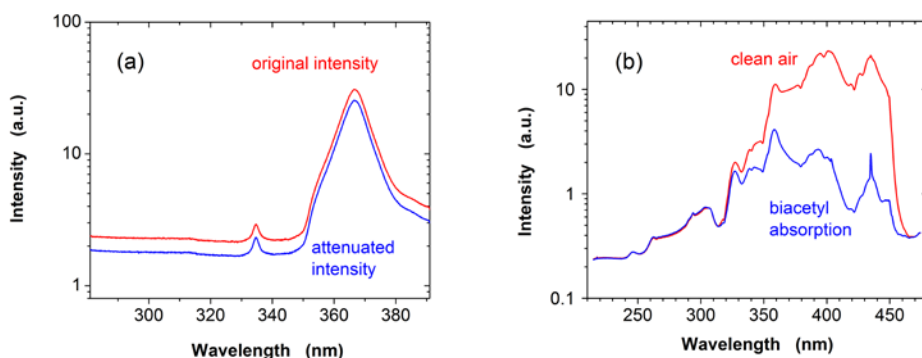 100
10
1
Intensity (a.u.)
(a)
original intensity
attenuated
intensity
300 320 340 360 380
Wavelength (nm)
10
1
0.1
Intensity (a.u.)
(b)
clean air
biacetyl
absorption
250 300 350 400 450
Wavelength (nm)